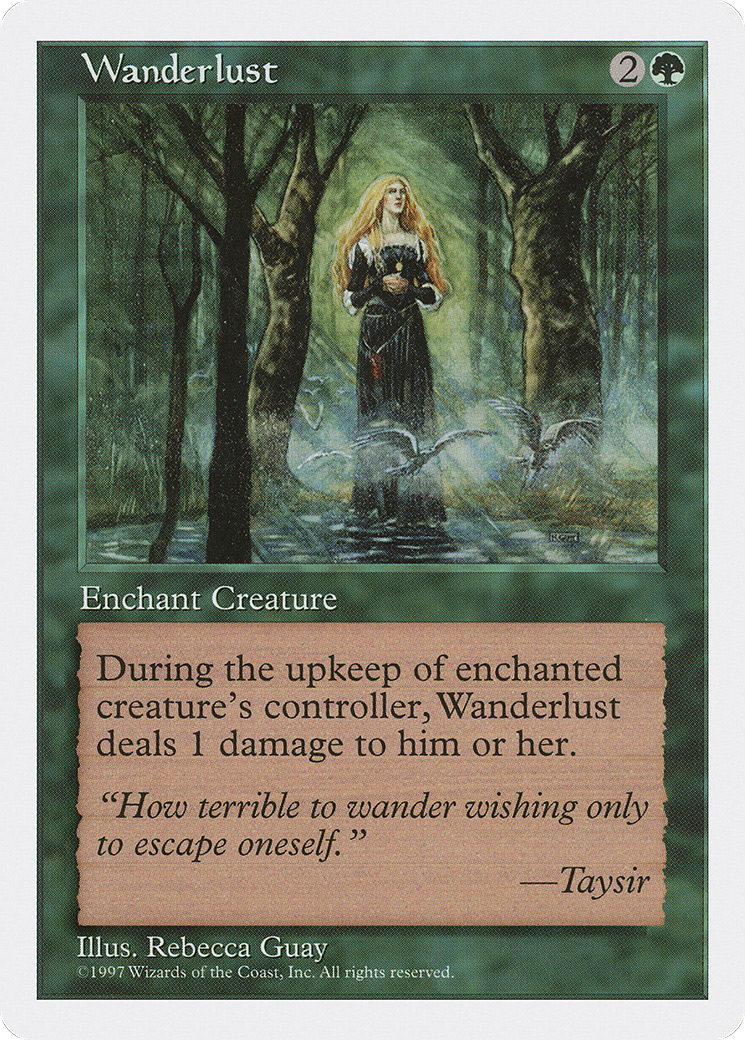 Wanderlust 2
Enchant Creature
During the upkeep of enchanted
creature's controller, Wanderlust
deals 1 damage to him or her.
“How terrible to wander wishing only
to escape oneself.”
—Taysir
Illus. Rebecca Guay
©1997 Wizards of the Coast, Inc. All rights reserved.